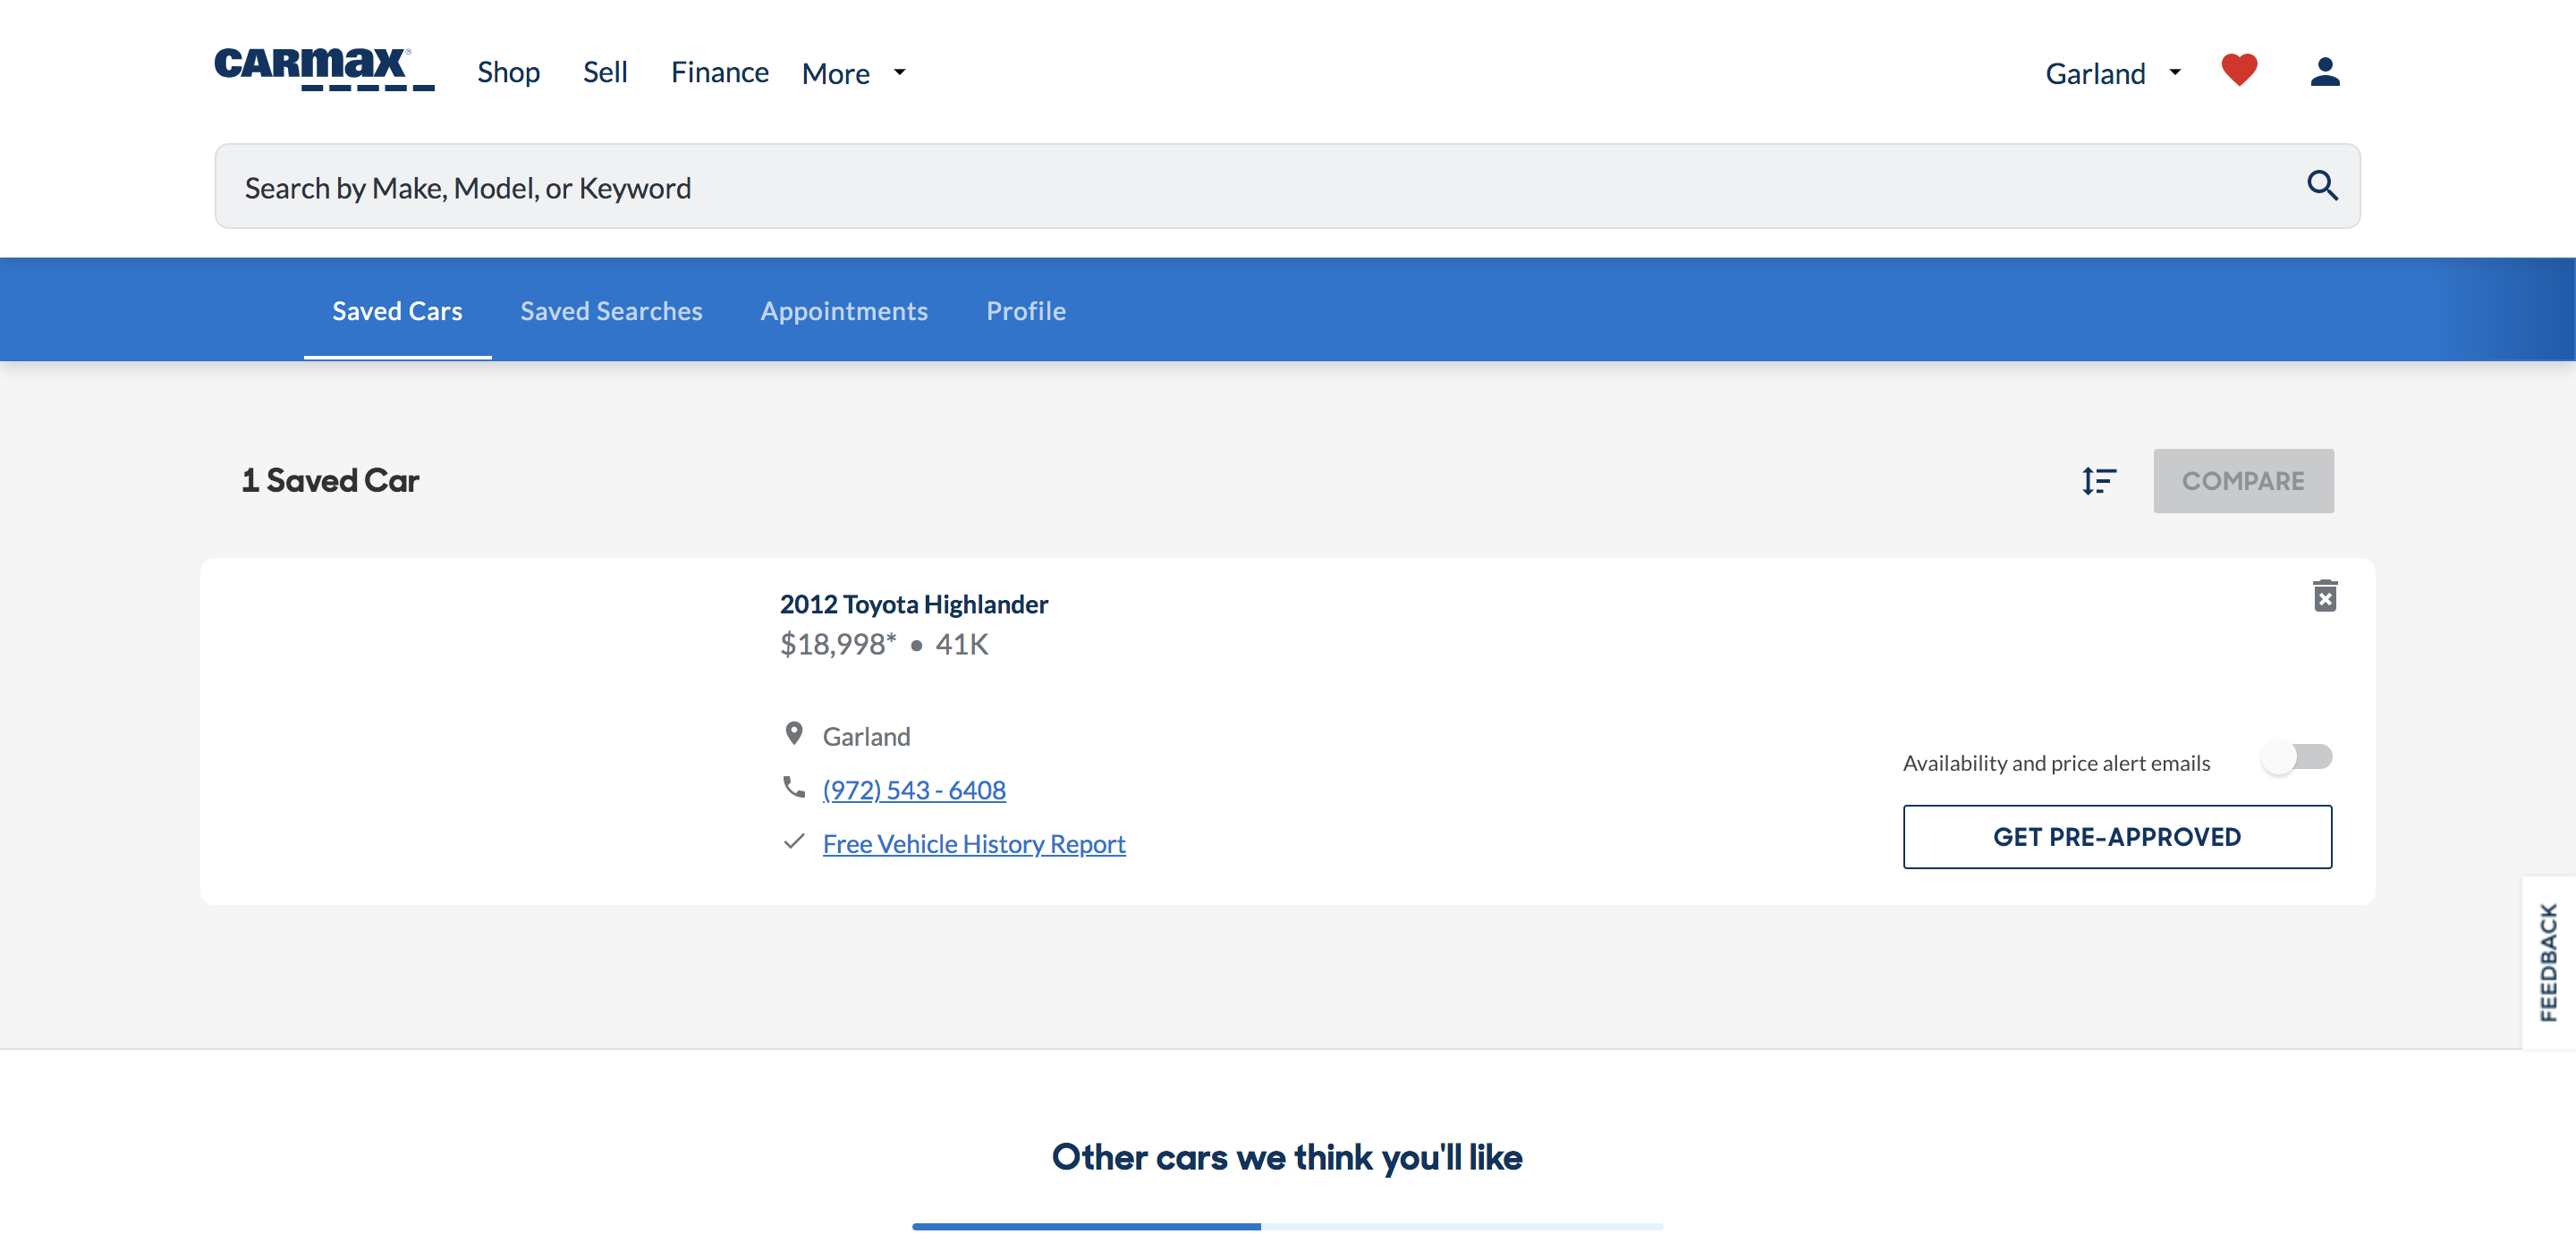 CARMAX
Shop
Sell
Finance
More
Garland
Search by Make, Model, or Keyword
Saved Cars
Saved Searches
Appointments
Profile
1 Saved Car
COMPARE
2012 Toyota Highlander
$18,998* • 41K
Garland
(972) 543 - 6408
Free Vehicle History Report
Availability and price alert emails
GET PRE-APPROVED
FEEDBACK
Other cars we think you'll like